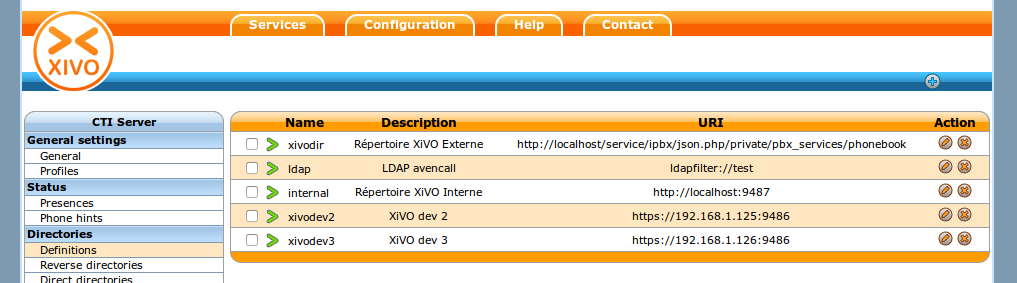 Services Configuration Help Contact
XIVO
CTI Server
General settings
General
Profiles
Status
Presences
Phone hints
Directories
Definitions
Reverse directories
Direct directories
Name Description URI Action
xivodir Répertoire XiVO Externe http://localhost/service/ipbx/json.php/private/pbx_services/phonebook
ldap LDAP avencall ldapfilter://test
internal Répertoire XiVO Interne http://localhost:9487
xivodev2 XiVO dev 2 https://192.168.1.125:9486
xivodev3 XiVO dev 3 https://192.168.1.126:9486